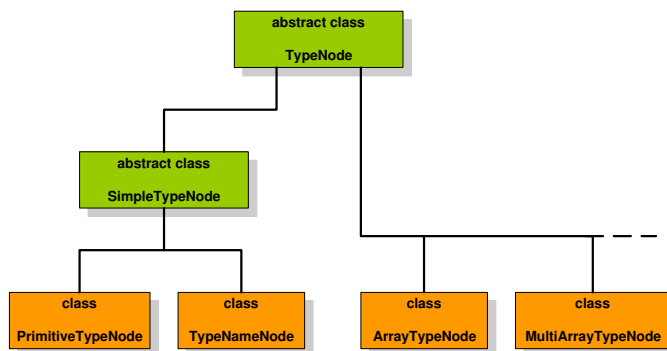 abstract class
TypeNode
abstract class
SimpleTypeNode
class
PrimitiveTypeNode
class
TypeNameNode
class
ArrayTypeNode
class
MultiArrayTypeNode